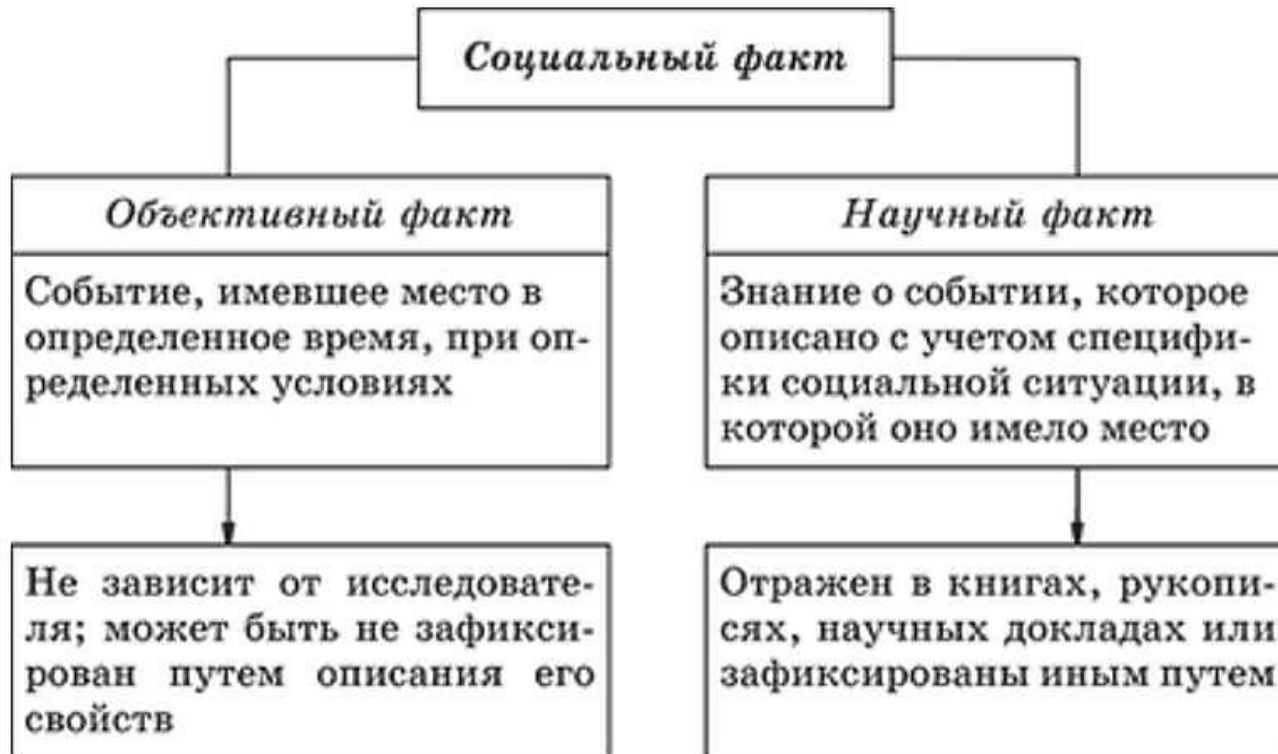 Социальный факт
Объективный факт
Событие, имевшее место в
определенное время, при оп-
ределенных условиях
Не зависит от исследовате-
ля; может быть не зафикси-
рован путем описания его
свойств
Научный факт
Знание о событии, которое
описано с учетом специфи-
ки социальной ситуации, в
которой оно имело место
Отражен в книгах, рукопи-
сях, научных докладах или
зафиксированы иным путем